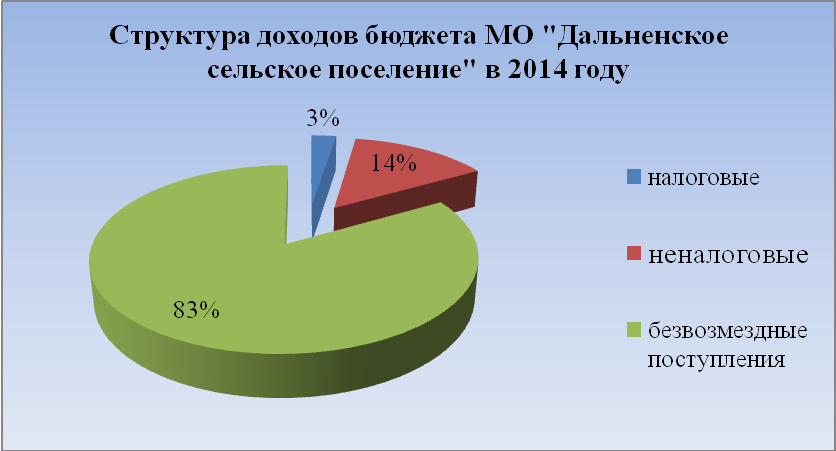 Структура доходов бюджета МО "Дальненское
сельское поселение" в 2014 году
3%
14%
83%
налоговые
неналоговые
безвозмездные
поступления